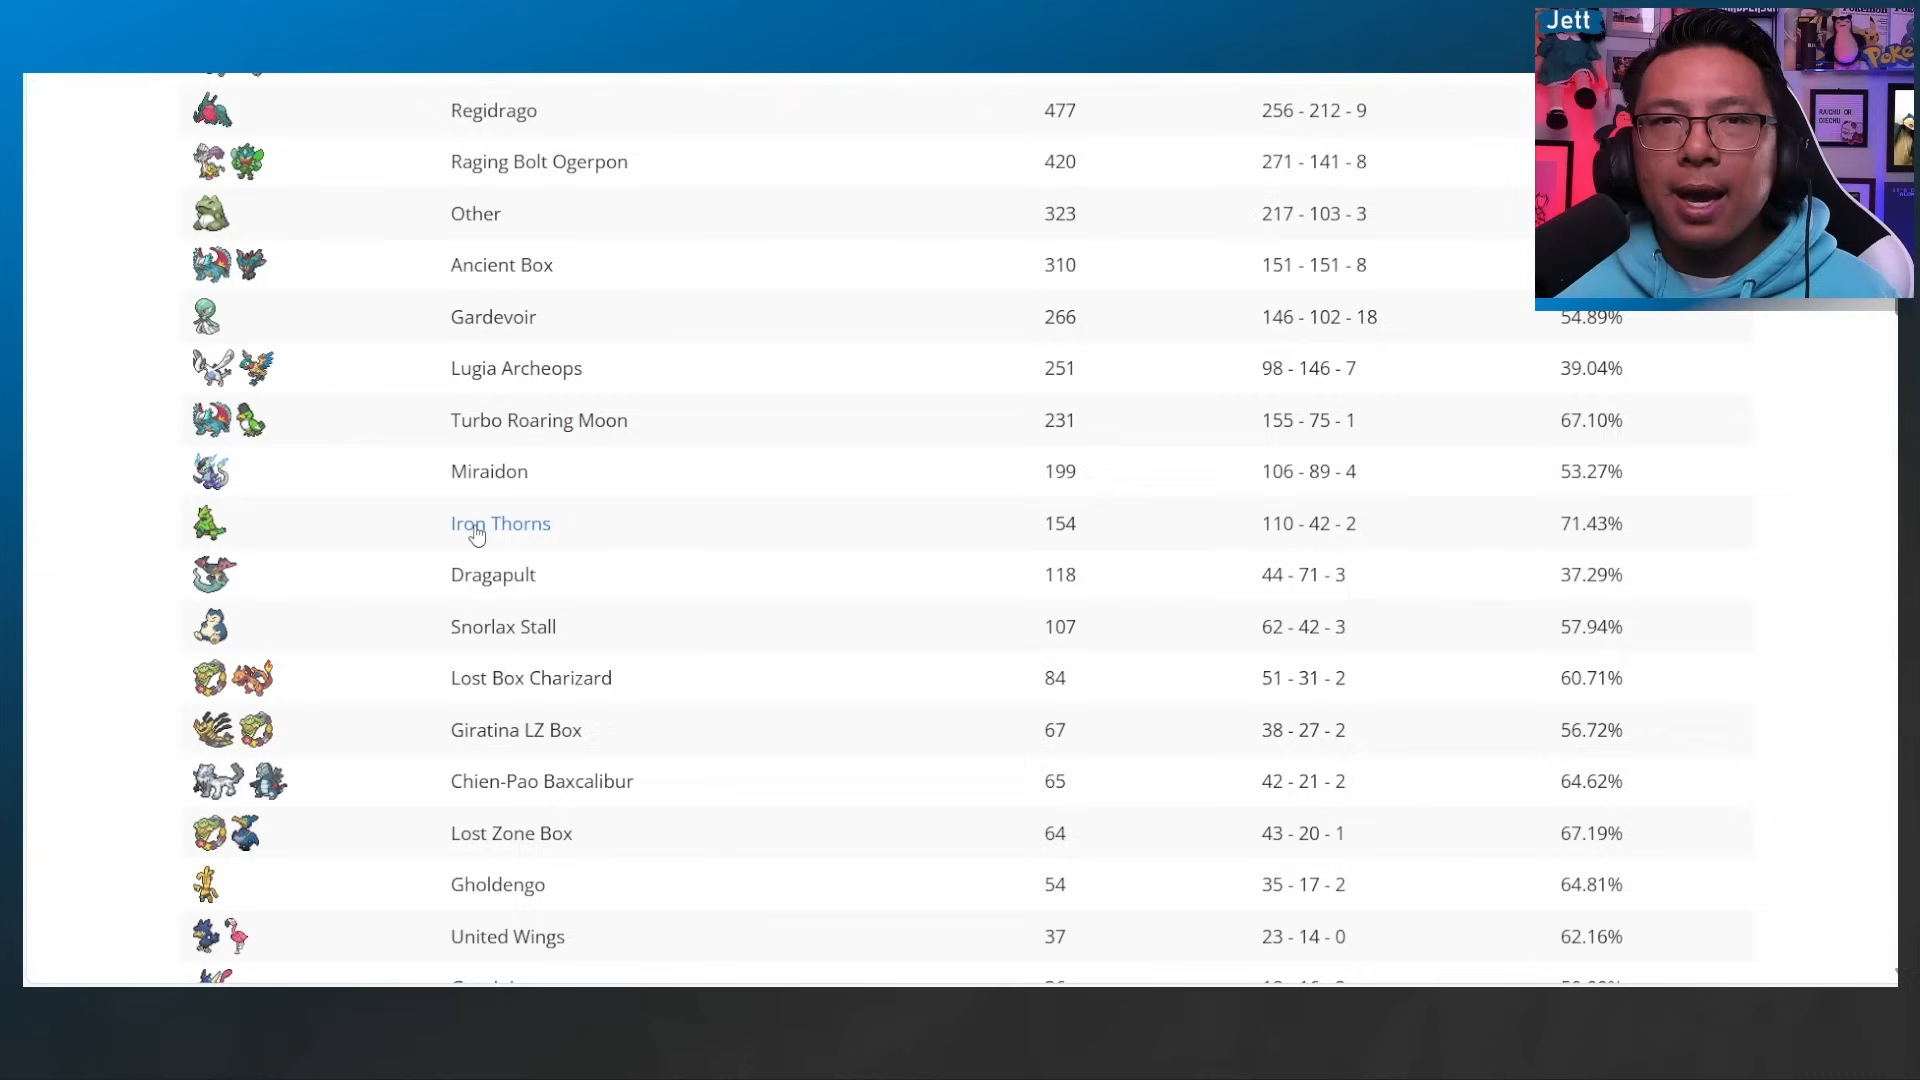 Jett
Regidrago 477 256 - 212 - 9
Raging Bolt Ogerpon 420 271 - 141 - 8
Other 323 217 - 103 - 3
Ancient Box 310 151 - 151 - 8
Gardevoir 266 146 - 102 - 18 54.89%
Lugia Archeops 251 98 - 146 - 7 39.04%
Turbo Roaring Moon 231 155 - 75 - 1 67.10%
Miraidon 199 106 - 89 - 4 53.27%
Iron Thorns 154 110 - 42 - 2 71.43%
Dragapult 118 44 - 71 - 3 37.29%
Snorlax Stall 107 62 - 42 - 3 57.94%
Lost Box Charizard 84 51 - 31 - 2 60.71%
Giratina LZ Box 67 38 - 27 - 2 56.72%
Chien-Pao Baxcalibur 65 42 - 21 - 2 64.62%
Lost Zone Box 64 43 - 20 - 1 67.19%
Gholdengo 54 35 - 17 - 2 64.81%
United Wings 37 23 - 14 - 0 62.16%
RAICHU OR